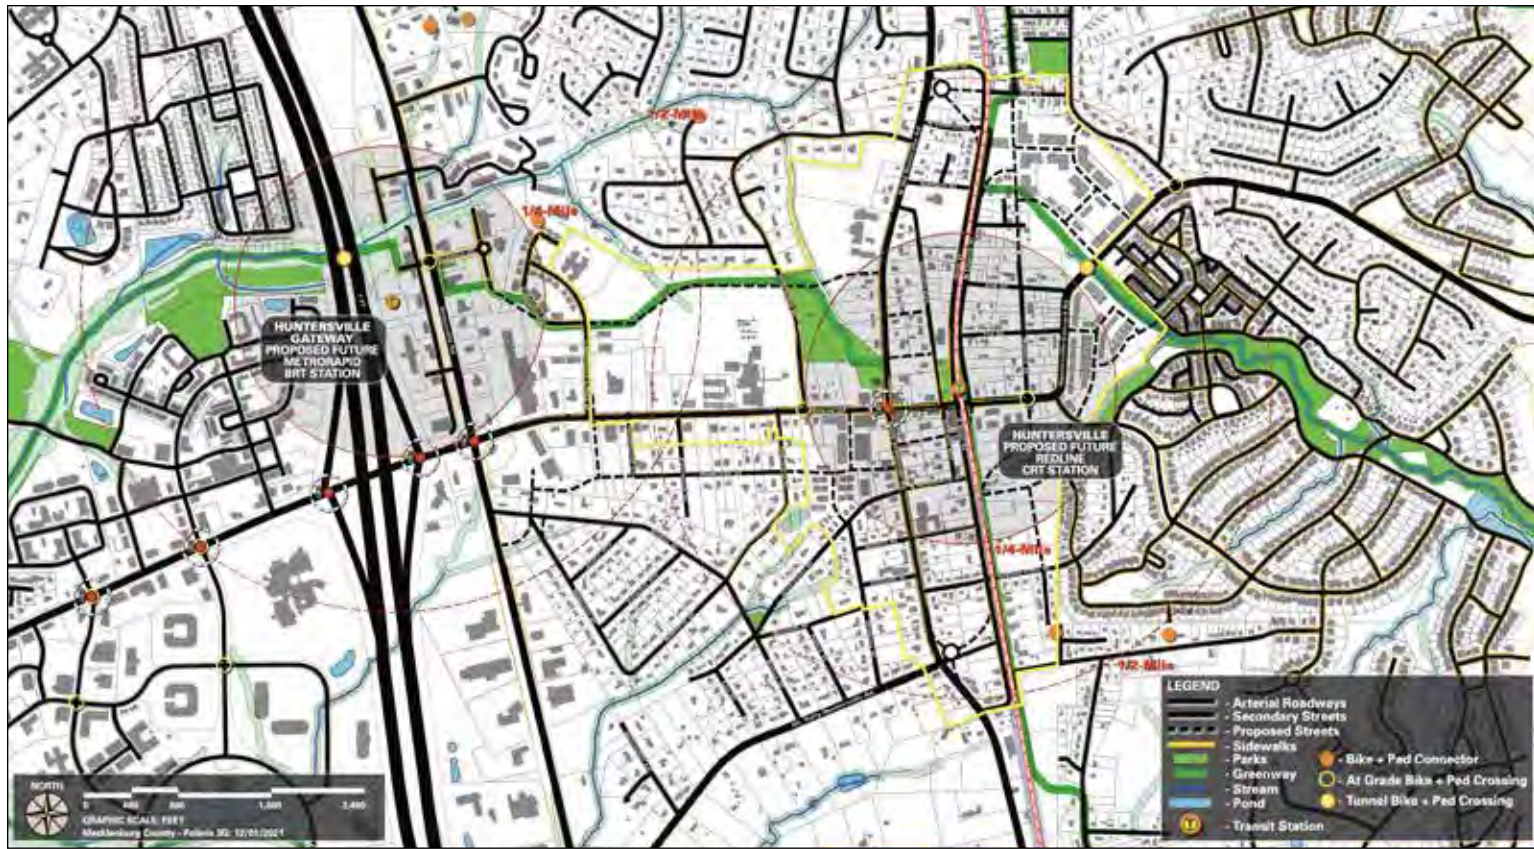 1/2-Mile
1/4-Mile
HUNTERSVILLE
GATEWAY
PROPOSED FUTURE
METRORAPID
BRT STATION
HUNTERSVILLE
PROPOSED FUTURE
REDLINE
CRT STATION
1/4-Mile
1/2-Mile
LEGEND
- Arterial Roadways
- Secondary Streets
- Proposed Streets
- Sidewalks
- Parks
- Greenway
- Stream
- Pond
- Transit Station
- Bike + Ped Connector
- At Grade Bike + Ped Crossing
- Tunnel Bike + Ped Crossing
NORTH
0
GRAPHIC SCALE: FEET
Mecklenburg County - Polaris 3G: 12/01/2021